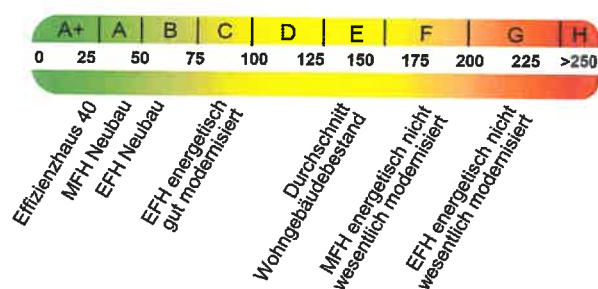 A+ A B C D E F G H
0 25 50 75 100 125 150 175 200 225 >250
Effizienzhaus 40
MFH Neubau
EFH Neubau
EFH energetisch
gut modernisiert
Durchschnitt
Wohngebäudebestand
MFH energetisch nicht
wesentlich modernisiert
EFH energetisch nicht
wesentlich modernisiert